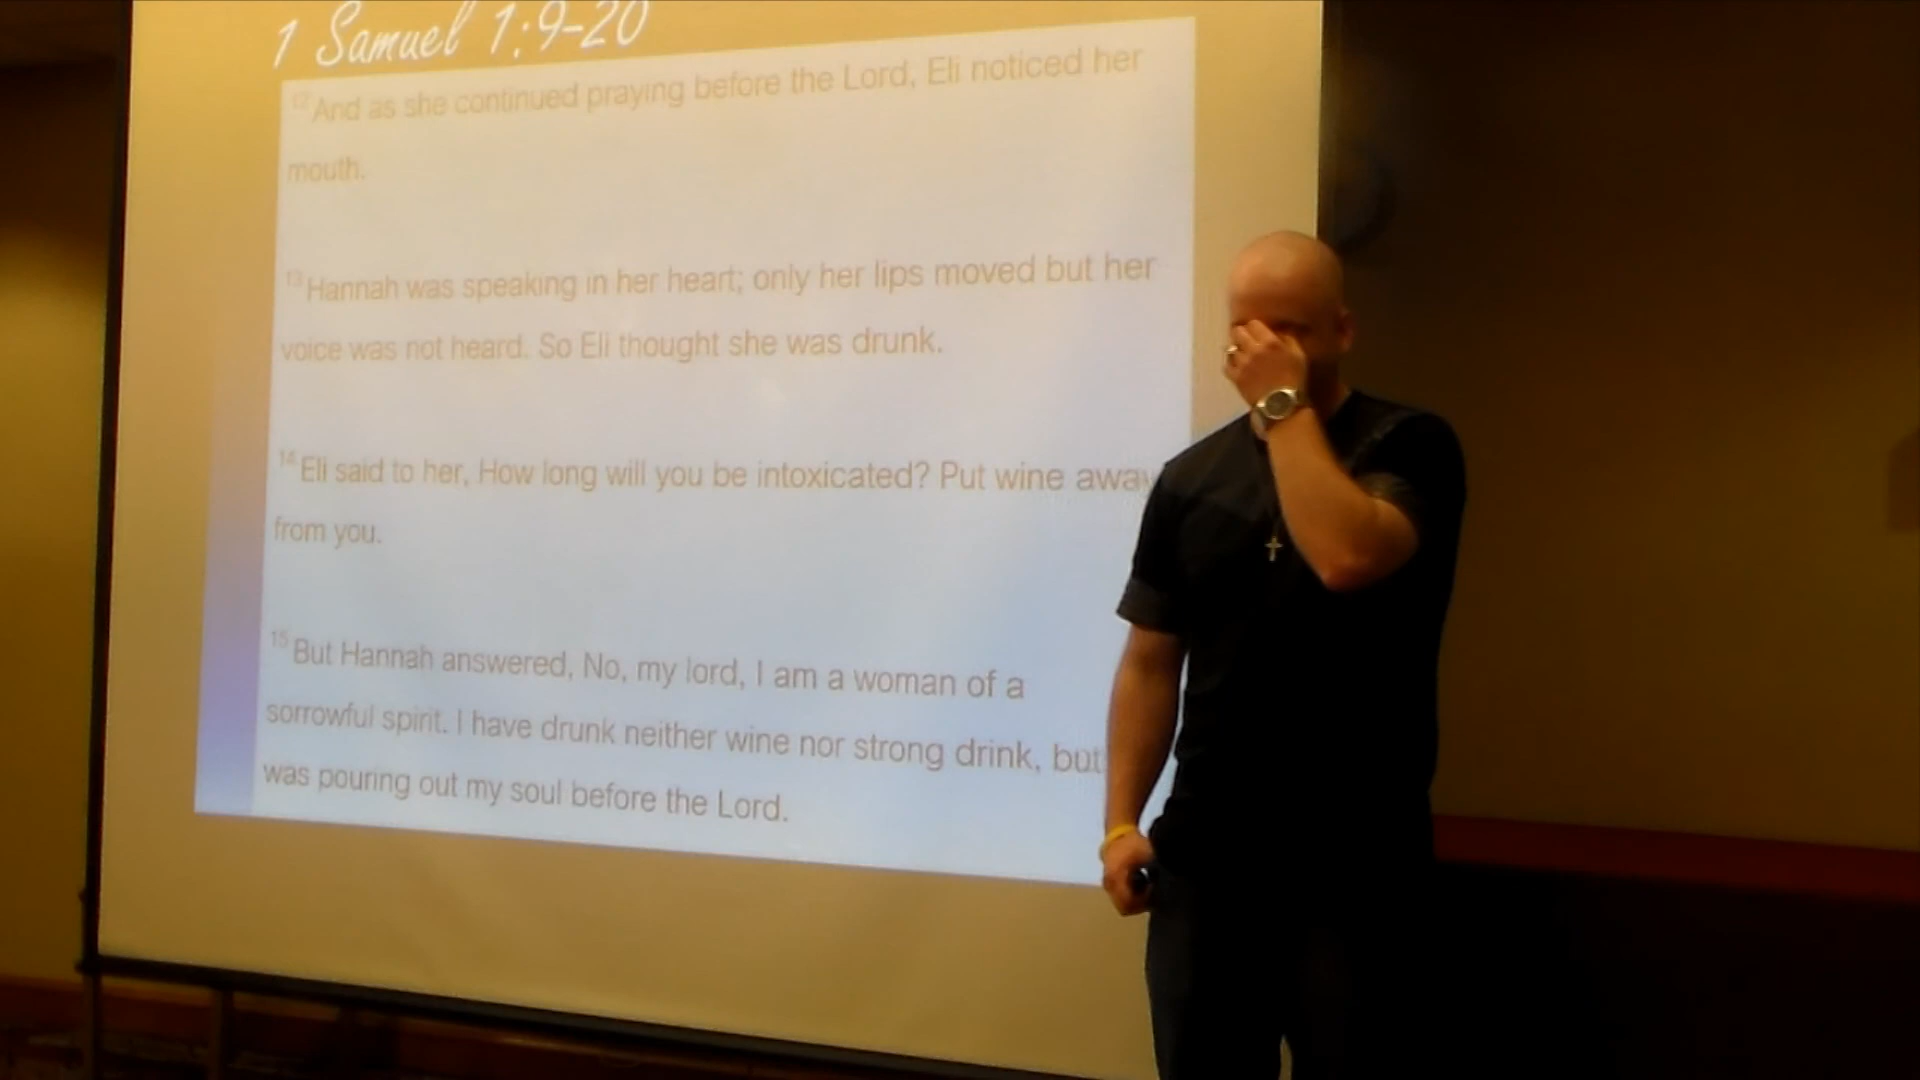 1 Samuel 1:9-20
12 And as she continued praying before the Lord, Eli noticed her
mouth.
13 Hannah was speaking in her heart; only her lips moved but her
voice was not heard. So Eli thought she was drunk.
14 Eli said to her, How long will you be intoxicated? Put wine away
from you.
15 But Hannah answered, No, my lord, I am a woman of a
sorrowful spirit. I have drunk neither wine nor strong drink, but
was pouring out my soul before the Lord.